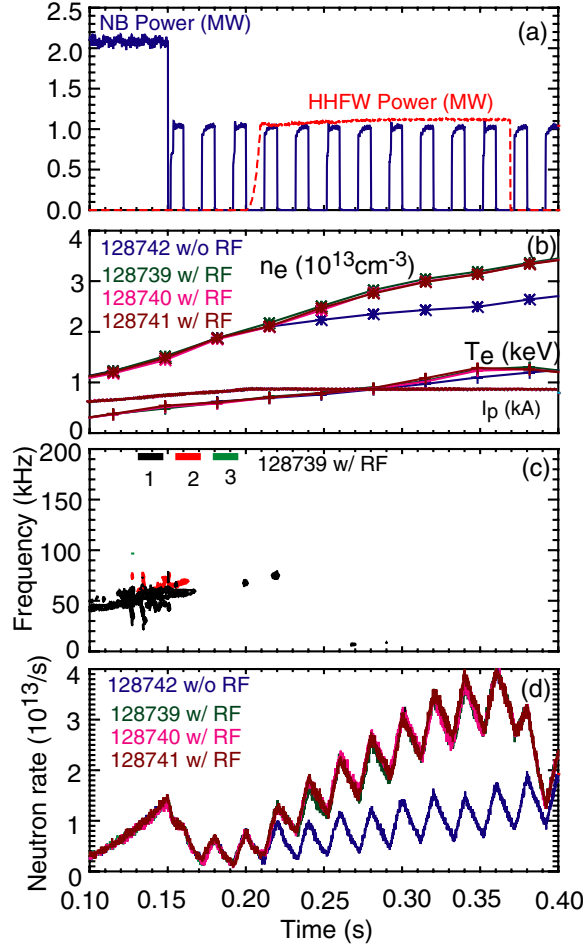 NB Power (MW)
(a)
HHFW Power (MW)
2.5
2.0
1.5
1.0
0.5
0.0
(b)
128742 w/o RF
128739 w/ RF
128740 w/ RF
128741 w/ RF
nₑ (10¹³cm⁻³)
Tₑ (keV)
Iₚ (kA)
4
3
2
1
0
(c)
1 2 3
128739 w/ RF
Frequency (kHz)
200
150
100
50
0
(d)
128742 w/o RF
128739 w/ RF
128740 w/ RF
128741 w/ RF
Neutron rate (10¹³/s)
4
3
2
1
0
0.10 0.15 0.20 0.25 0.30 0.35 0.40
Time (s)